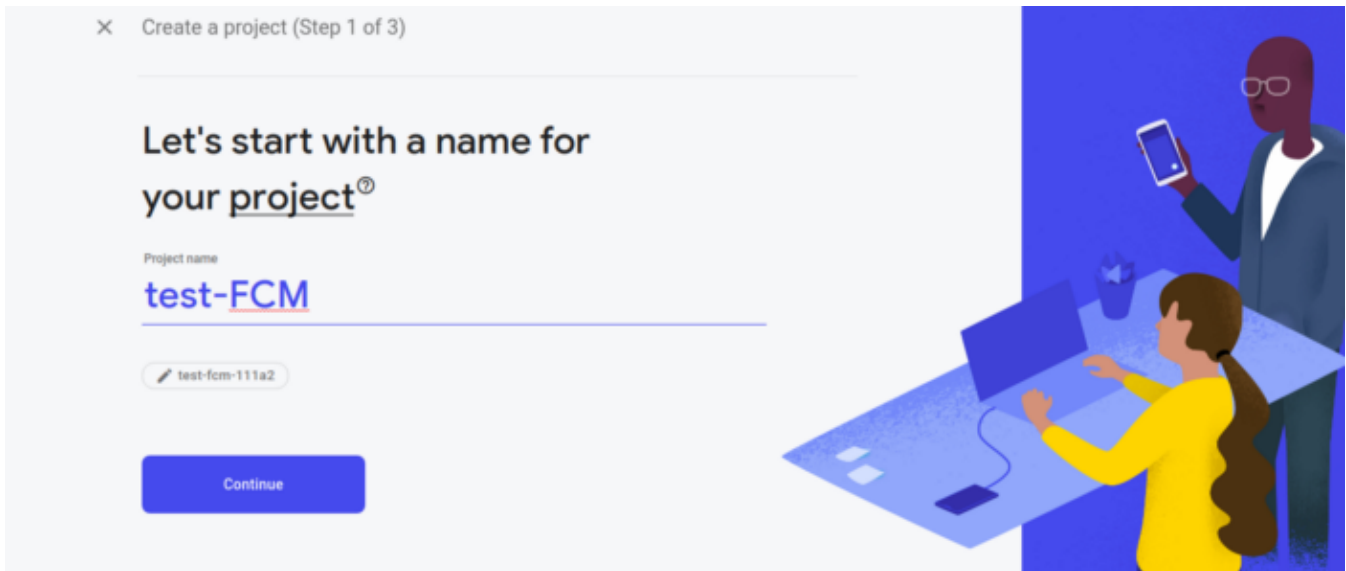 Create a project (Step 1 of 3)
Let's start with a name for
your project
Project name
test-FCM
test-fcm-111a2
Continue